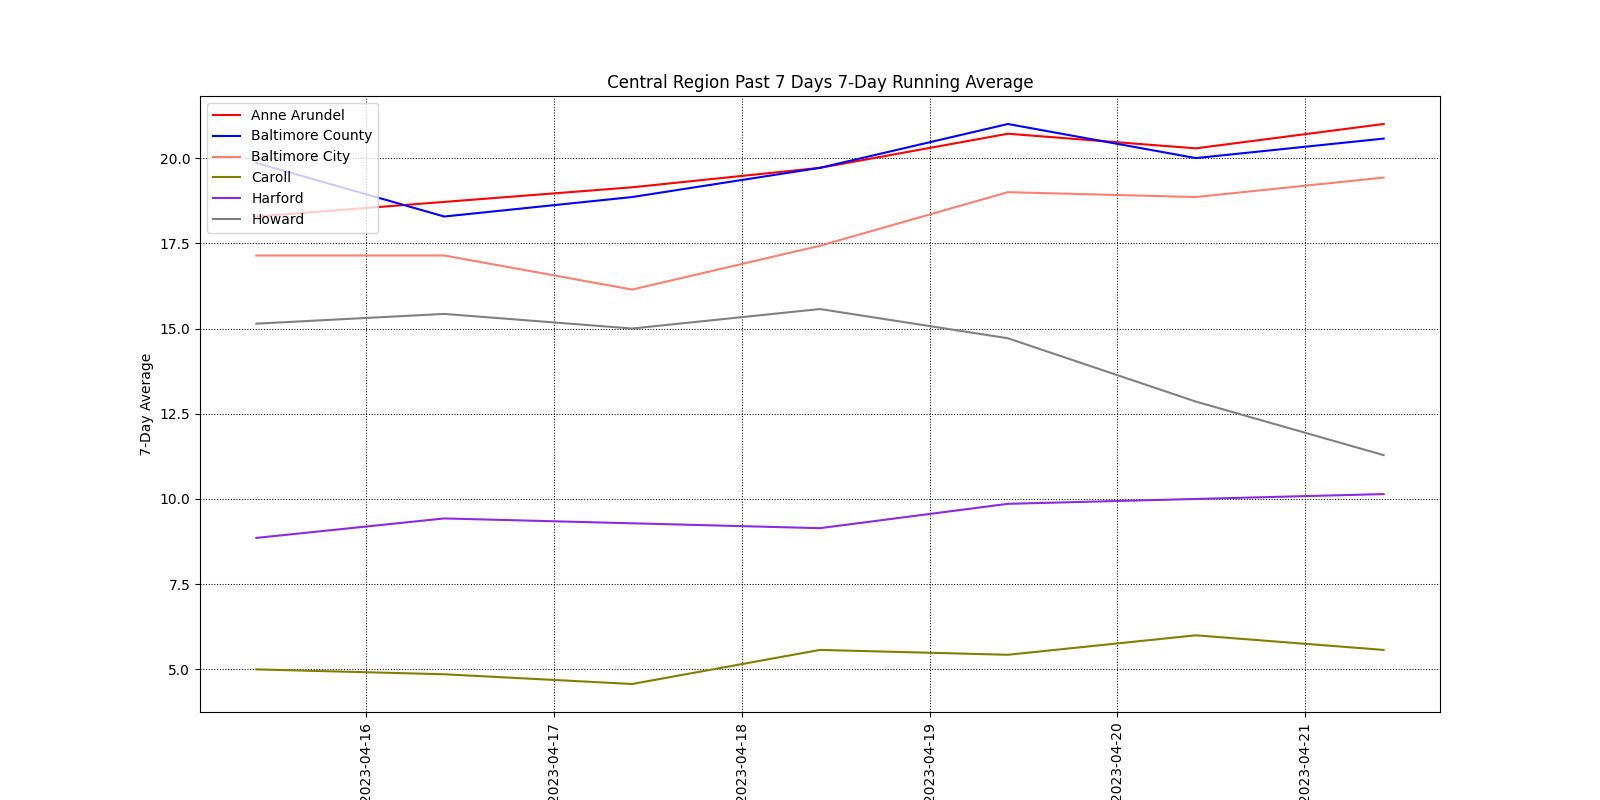 Central Region Past 7 Days 7-Day Running Average
Anne Arundel
Baltimore County
Baltimore City
Caroll
Harford
Howard
20.0
17.5
15.0
12.5
10.0
7.5
5.0
7-Day Average
2023-04-16
2023-04-17
2023-04-18
2023-04-19
2023-04-20
2023-04-21